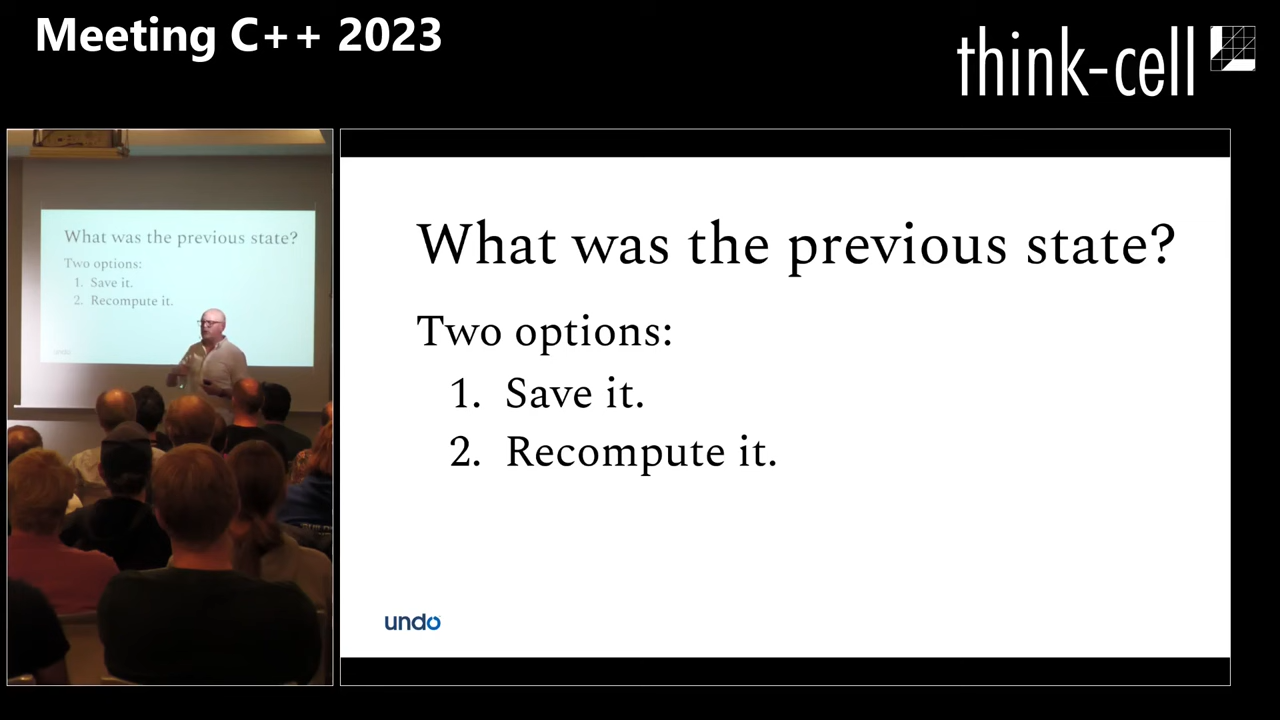 Meeting C++ 2023
think-cell
What was the previous state?
Two options:
1. Save it.
2. Recompute it.
What was the previous state?
Two options:
1. Save it.
2. Recompute it.
undo
undo